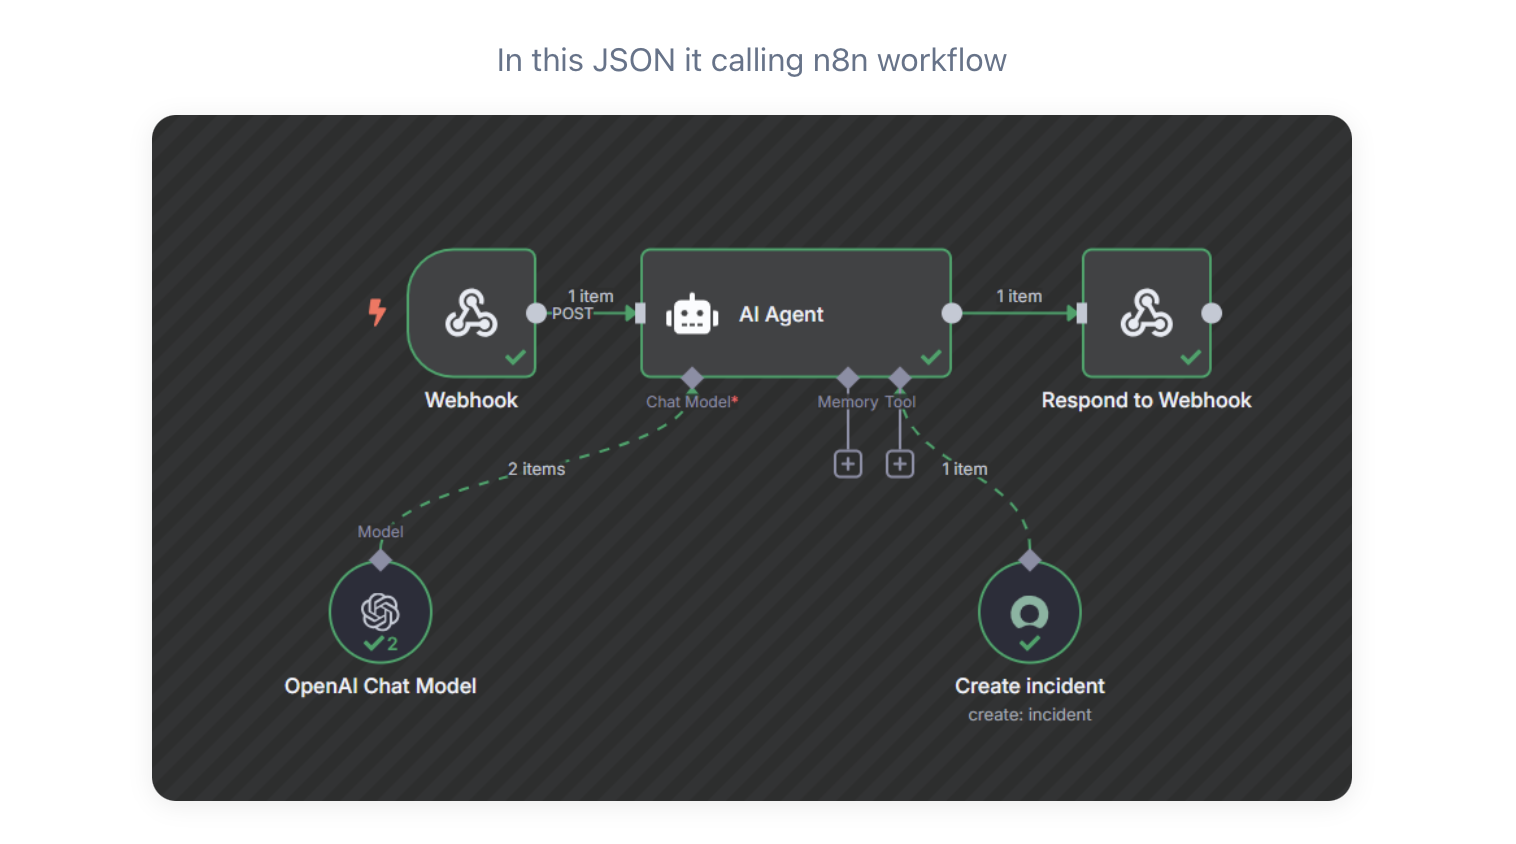 In this JSON it calling n8n workflow
1 item
POST
AI Agent
1 item
Webhook
Chat Model*
Memory
Tool
Respond to Webhook
2 items
1 item
Model
2
OpenAI Chat Model
Create incident
create: incident